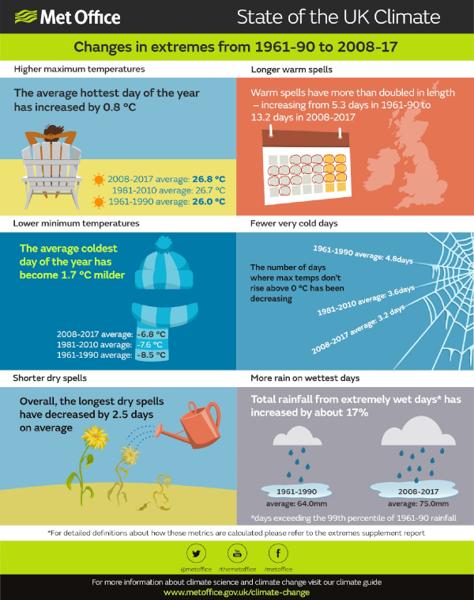 Met Office
State of the UK Climate
Changes in extremes from 1961-90 to 2008-17
Higher maximum temperatures
The average hottest day of the year
has increased by 0.8 °C
2008-2017 average: 26.8 °C
1981-2010 average: 26.7 °C
1961-1990 average: 26.0 °C
Longer warm spells
Warm spells have more than doubled in length
– increasing from 5.3 days in 1961-90 to
13.2 days in 2008-2017
Lower minimum temperatures
The average coldest
day of the year has
become 1.7 °C milder
2008-2017 average: -6.8 °C
1981-2010 average: -7.6 °C
1961-1990 average: -8.5 °C
Fewer very cold days
The number of days
where max temps don't
rise above 0 °C has been
decreasing
1961-1990 average: 4.8days
1981-2010 average: 3.6days
2008-2017 average: 3.2 days
Shorter dry spells
Overall, the longest dry spells
have decreased by 2.5 days
on average
More rain on wettest days
Total rainfall from extremely wet days* has
increased by about 17%
1961-1990
average: 64.0mm
2008-2017
average: 75.0mm
*days exceeding the 99th percentile of 1961-90 rainfall
*For detailed definitions about how these metrics are calculated please refer to the extremes supplement report
@metoffice
/themetoffice
/metoffice
For more information about climate science and climate change visit our climate guide
www.metoffice.gov.uk/climate-change